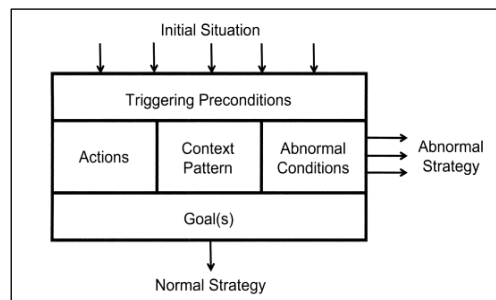 Initial Situation
Triggering Preconditions
Actions
Context
Pattern
Abnormal
Conditions
Abnormal
Strategy
Goal(s)
Normal Strategy